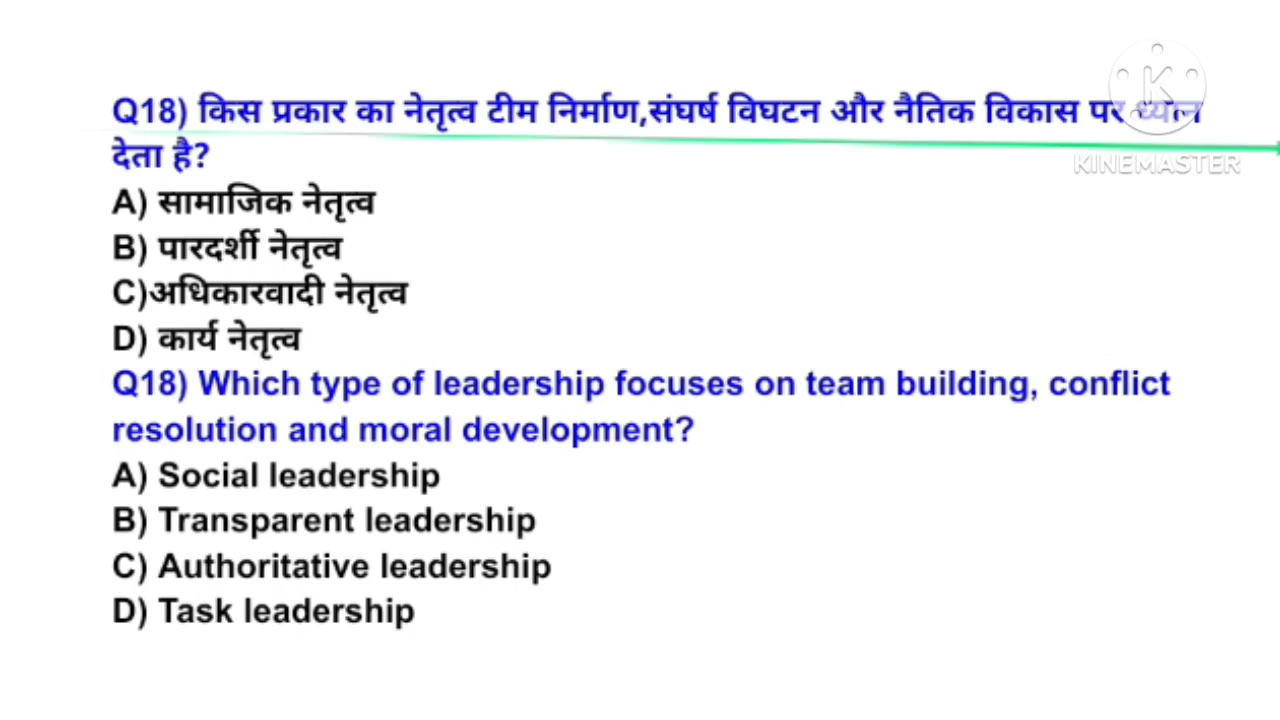 Q18) किस प्रकार का नेतृत्व टीम निर्माण,संघर्ष विघटन और नैतिक विकास पर ध्यान
देता है?
A) सामाजिक नेतृत्व
B) पारदर्शी नेतृत्व
C)अधिकारवादी नेतृत्व
D) कार्य नेतृत्व
Q18) Which type of leadership focuses on team building, conflict
resolution and moral development?
A) Social leadership
B) Transparent leadership
C) Authoritative leadership
D) Task leadership
K
KINEMASTER